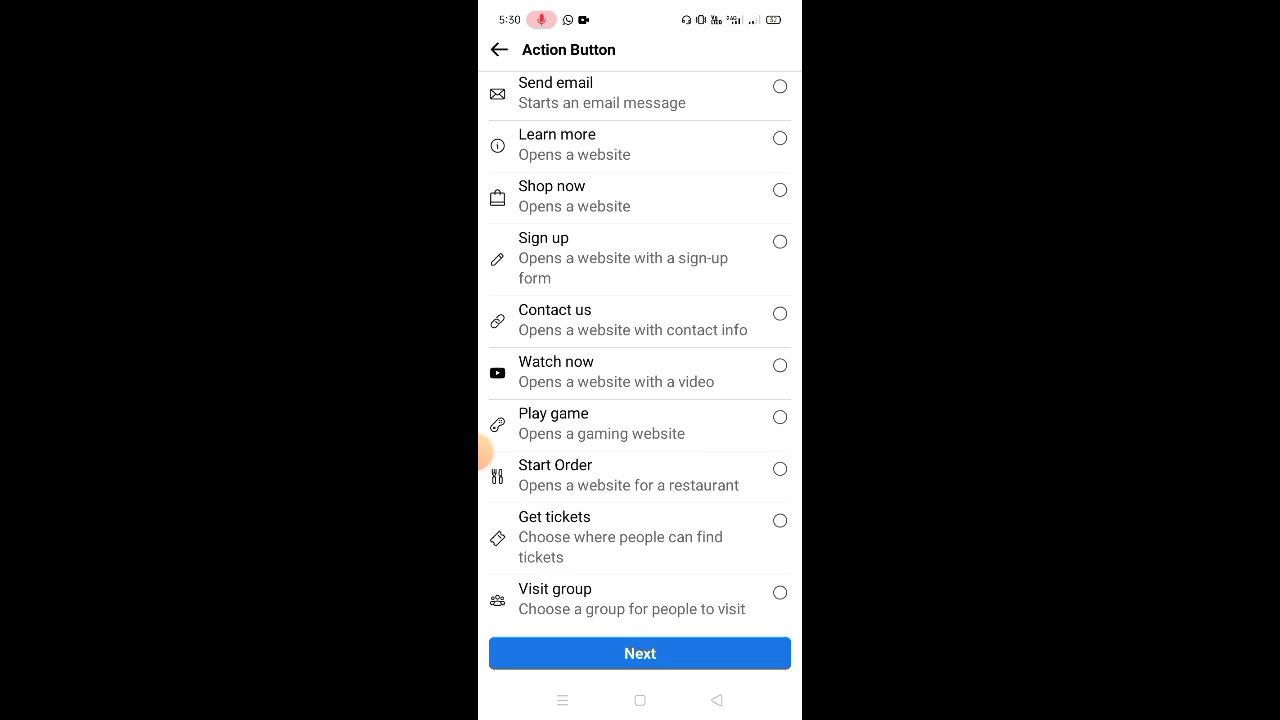 5:30
Action Button
Send email
Starts an email message
Learn more
Opens a website
Shop now
Opens a website
Sign up
Opens a website with a sign-up
form
Contact us
Opens a website with contact info
Watch now
Opens a website with a video
Play game
Opens a gaming website
Start Order
Opens a website for a restaurant
Get tickets
Choose where people can find
tickets
Visit group
Choose a group for people to visit
Next